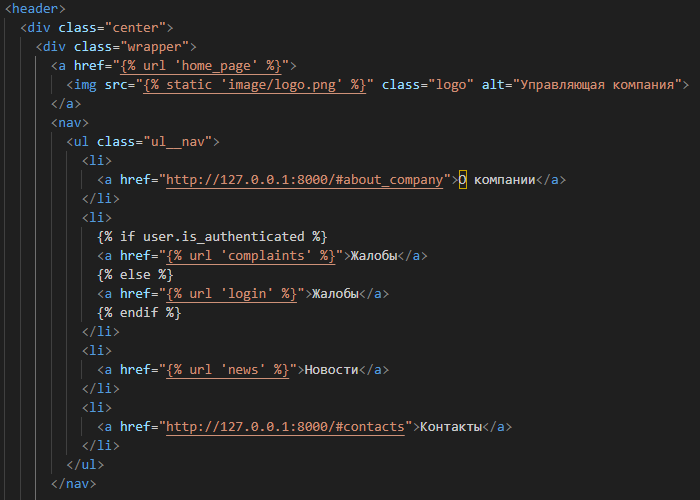 <header>
<div class="center">
<div class="wrapper">
<a href="{% url 'home_page' %}">
<img src="{% static 'image/logo.png' %}" class="logo" alt="Управляющая компания">
</a>
<nav>
<ul class="ul__nav">
<li>
<a href="http://127.0.0.1:8000/#about_company">О компании</a>
</li>
<li>
{% if user.is_authenticated %}
<a href="{% url 'complaints' %}">Жалобы</a>
{% else %}
<a href="{% url 'login' %}">Жалобы</a>
{% endif %}
</li>
<li>
<a href="{% url 'news' %}">Новости</a>
</li>
<li>
<a href="http://127.0.0.1:8000/#contacts">Контакты</a>
</li>
</ul>
</nav>